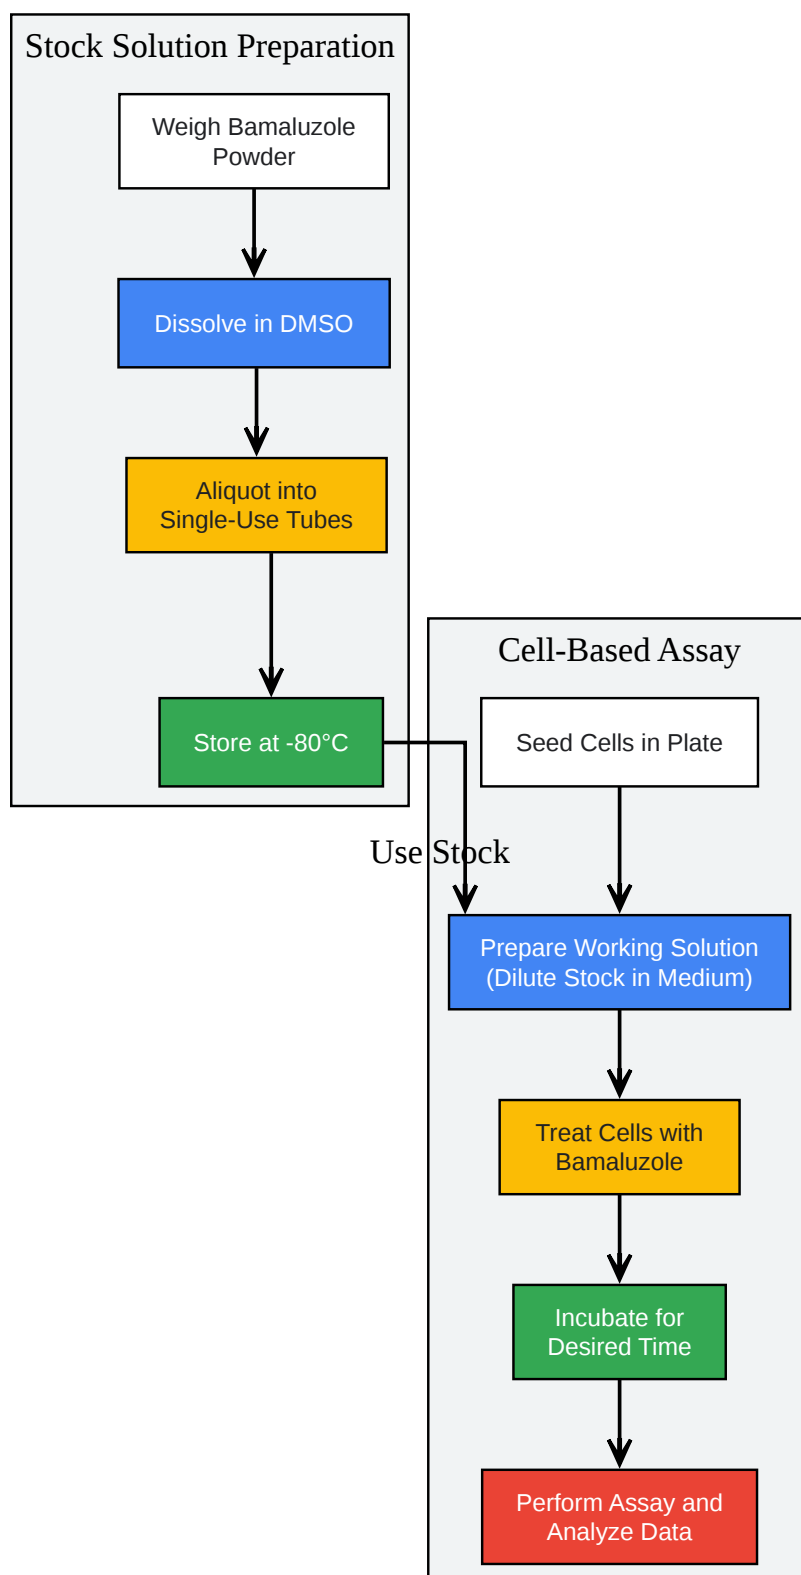 Stock Solution Preparation
Weigh Bamaluzole
Powder
Dissolve in DMSO
Aliquot into
Single-Use Tubes
Store at -80°C
Use Stock
Cell-Based Assay
Seed Cells in Plate
Prepare Working Solution
(Dilute Stock in Medium)
Treat Cells with
Bamaluzole
Incubate for
Desired Time
Perform Assay and
Analyze Data